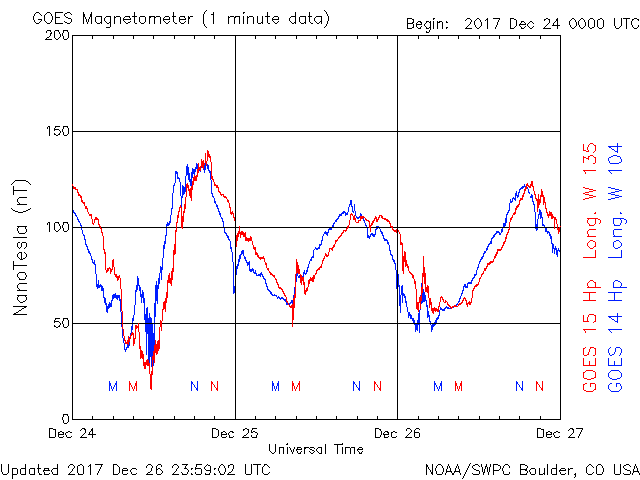 GOES Magnetometer (1 minute data)
Begin: 2017 Dec 24 0000 UTC
200
150
100
50
0
NanoTesla (nT)
M M N N M M N N M M N N
Dec 24 Dec 25 Dec 26 Dec 27
Universal Time
GOES 15 Hp Long. W 135
GOES 14 Hp Long. W 104
Updated 2017 Dec 26 23:59:02 UTC
NOAA/SWPC Boulder, CO USA